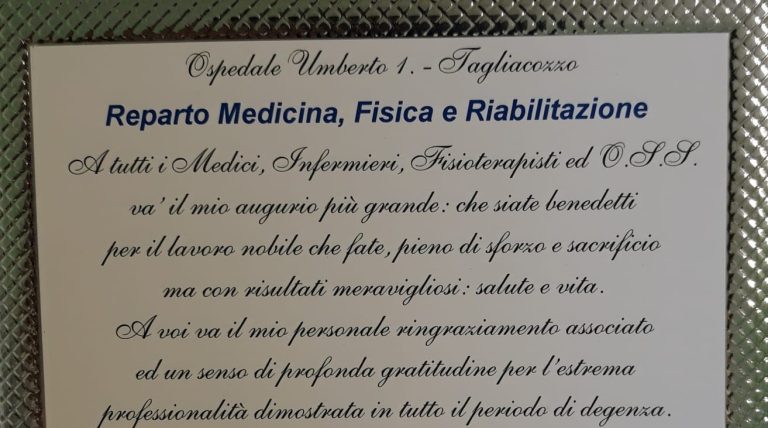 Ospedale Umberto 1. - Tagliacozzo
Reparto Medicina, Fisica e Riabilitazione
A tutti i Medici, Infermieri, Fisioterapisti ed O.S.S.
va' il mio augurio più grande: che siate benedetti
per il lavoro nobile che fate, pieno di sforzo e sacrificio
ma con risultati meravigliosi: salute e vita.
A voi va il mio personale ringraziamento associato
ed un senso di profonda gratitudine per l'estrema
professionalità dimostrata in tutto il periodo di degenza.